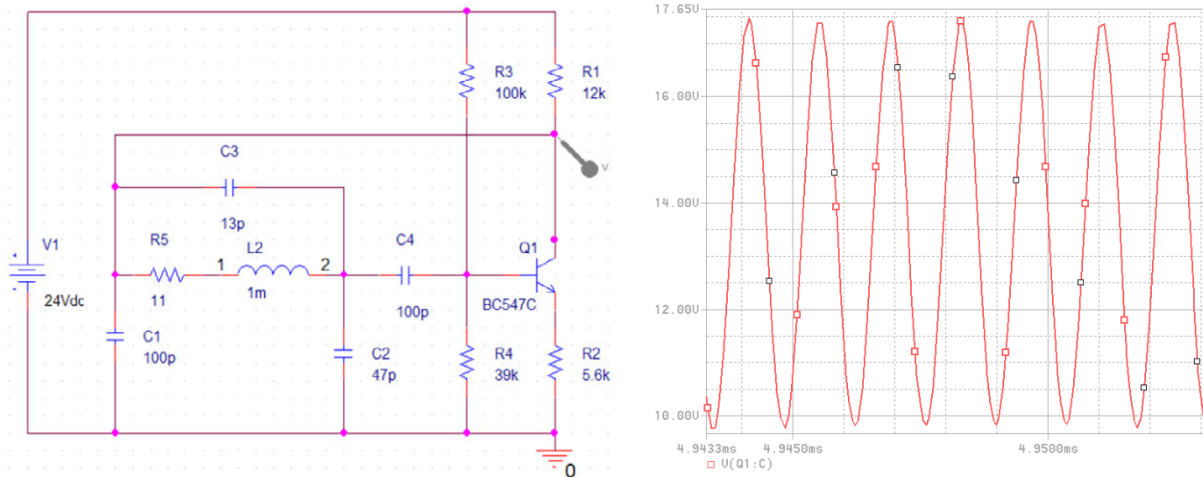 R3
100k
R1
12k
C3
13p
V
V1
24Vdc
R5
11
1
L2
2
1m
C4
100p
Q1
BC547C
C1
100p
C2
47p
R4
39k
R2
5.6k
0
17.65V
16.00V
14.00V
12.00V
10.00V
4.9433ms
4.9450ms
4.9500ms
V(Q1:C)